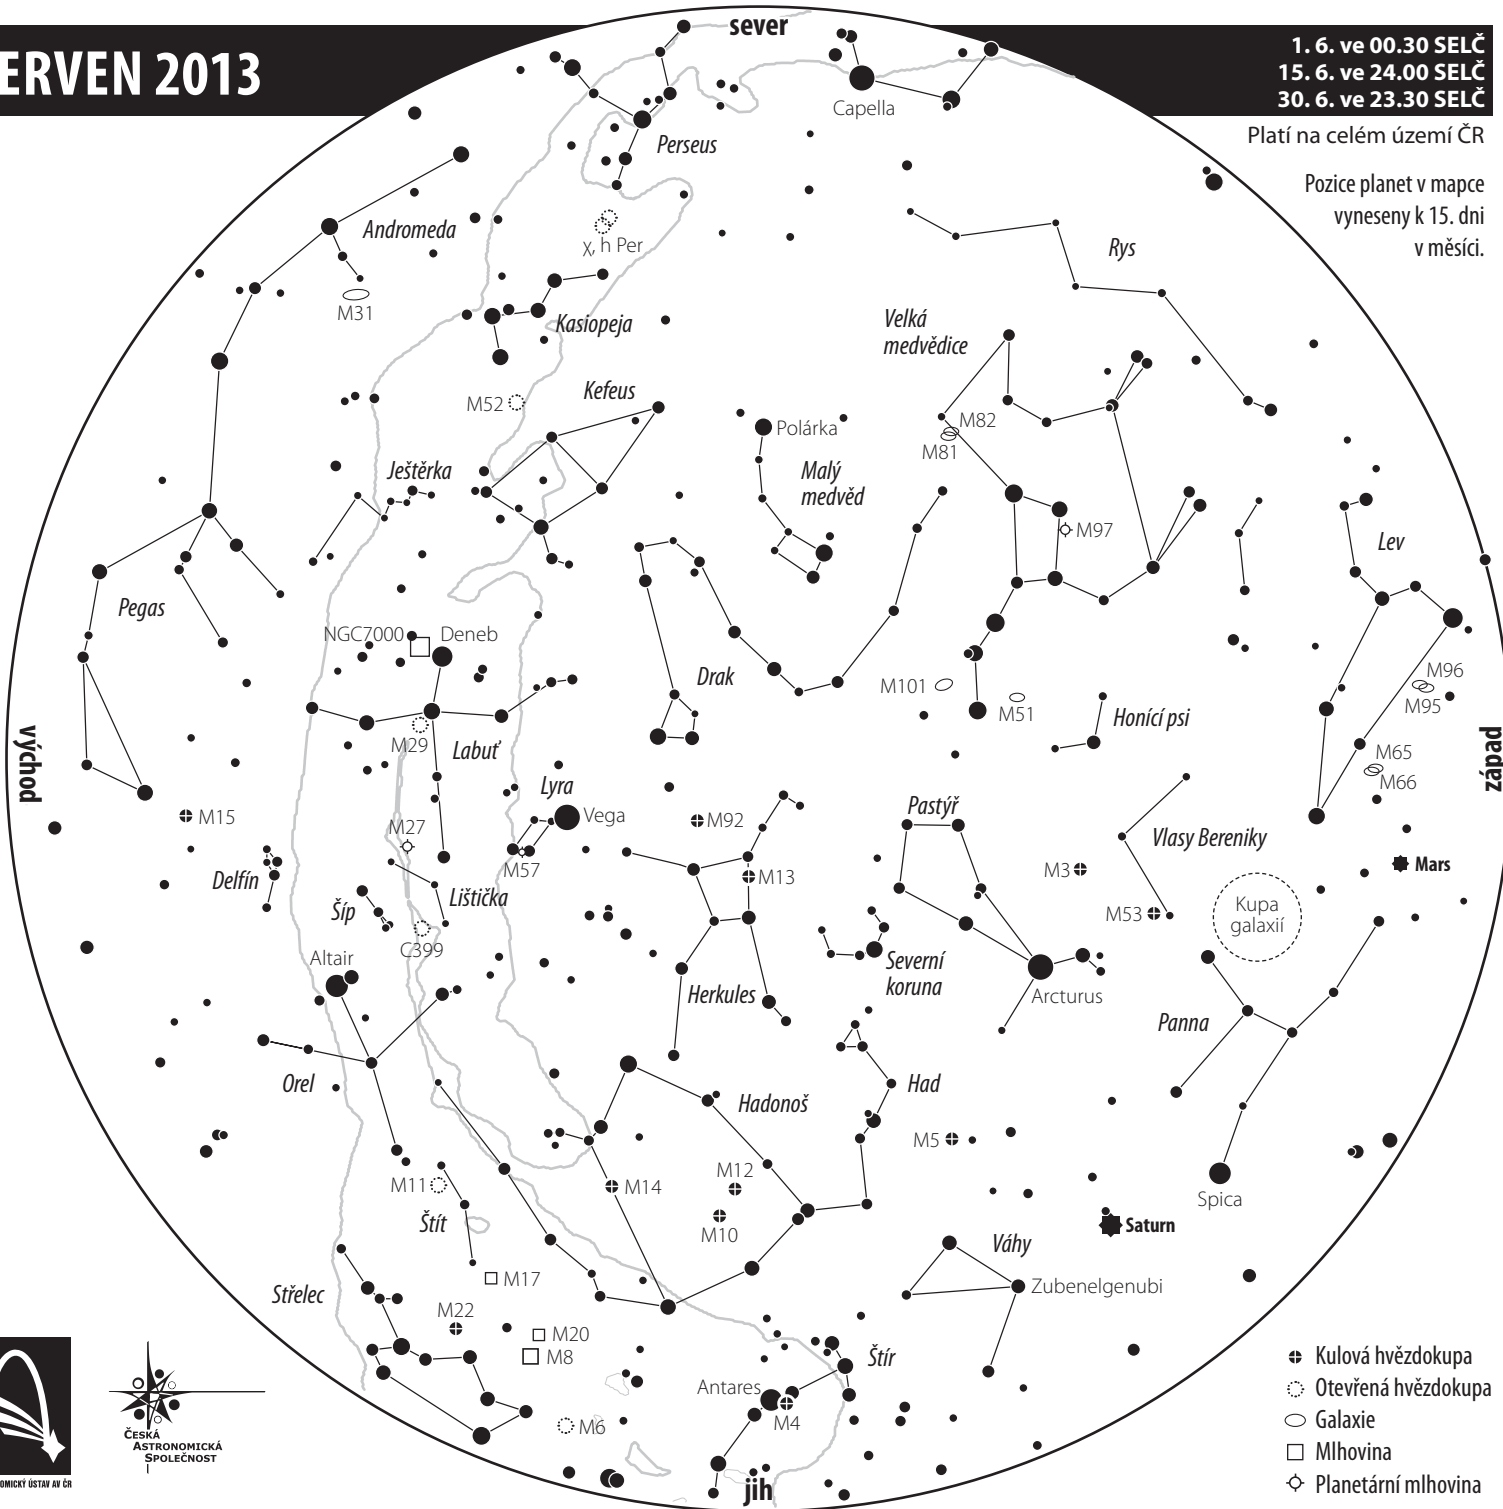 sever
ERVEN 2013
1. 6. ve 00.30 SELČ
15. 6. ve 24.00 SELČ
30. 6. ve 23.30 SELČ
Platí na celém území ČR
Pozice planet v mapce
vyneseny k 15. dni
v měsíci.
Capella
Perseus
Andromeda
χ, h Per
Rys
M31
Kasiopeja
Velká
medvědice
Kefeus
M52
Polárka
M82
M81
Ještěrka
Malý
medvěd
M97
Lev
Pegas
NGC7000
Deneb
Drak
M101
M51
Honící psi
M96
M95
východ
M29
Labuť
M65
M66
západ
Lyra
Vega
M15
M92
Pastýř
Vlasy Bereniky
M27
M57
M13
M3
Mars
Delfín
Lištička
Šíp
M53
Kupa
galaxií
C399
Altair
Severní
koruna
Herkules
Arcturus
Panna
Orel
Hadonoš
Had
M5
M11
M14
M12
M10
Spica
Štít
Saturn
Váhy
M17
Zubenelgenubi
Střelec
M22
M20
M8
Štír
Antares
M4
M6
jih
Kulová hvězdokupa
Otevřená hvězdokupa
Galaxie
Mlhovina
Planetární mlhovina
ČESKÁ
ASTRONOMICKÁ
SPOLEČNOST
OMICKÝ ÚSTAV AV ČR